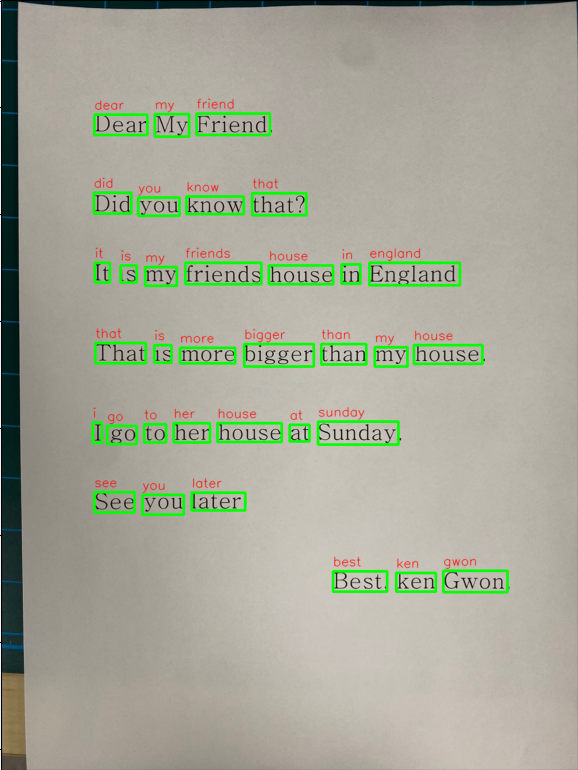 dear my friend
Dear My Friend.
did you know that
Did you know that?
it is my friends house in england
It is my friends house in England
that is more bigger than my house
That is more bigger than my house.
i go to her house at sunday
I go to her house at Sunday.
see you later
See you later
best ken gwon
Best, ken Gwon.